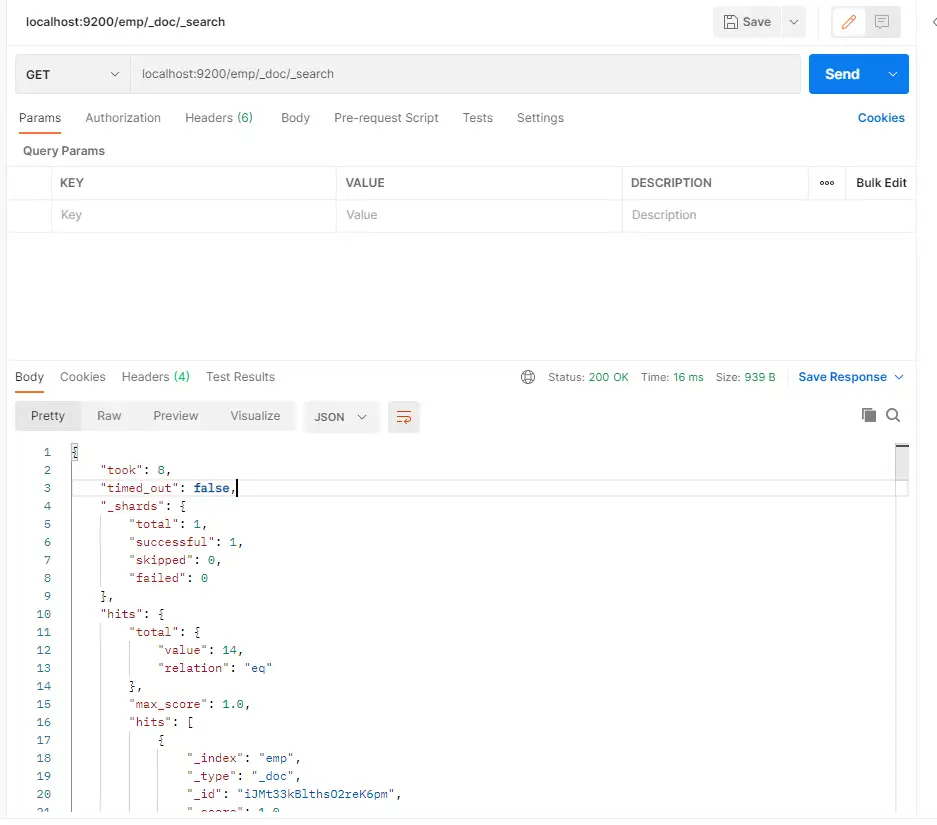 localhost:9200/emp/_doc/_search
Save
GET
localhost:9200/emp/_doc/_search
Send
Params Authorization Headers (6) Body Pre-request Script Tests Settings Cookies
Query Params
KEY VALUE DESCRIPTION ooo Bulk Edit
Key Value Description
Body Cookies Headers (4) Test Results Status: 200 OK Time: 16 ms Size: 939 B Save Response
Pretty Raw Preview Visualize JSON
1 {
2 "took": 8,
3 "timed_out": false,
4 "_shards": {
5 "total": 1,
6 "successful": 1,
7 "skipped": 0,
8 "failed": 0
9 },
10 "hits": {
11 "total": {
12 "value": 14,
13 "relation": "eq"
14 },
15 "max_score": 1.0,
16 "hits": [
17 {
18 "_index": "emp",
19 "_type": "_doc",
20 "_id": "iJMt33kBlthsO2reK6pm",
21 "_score": 1.0